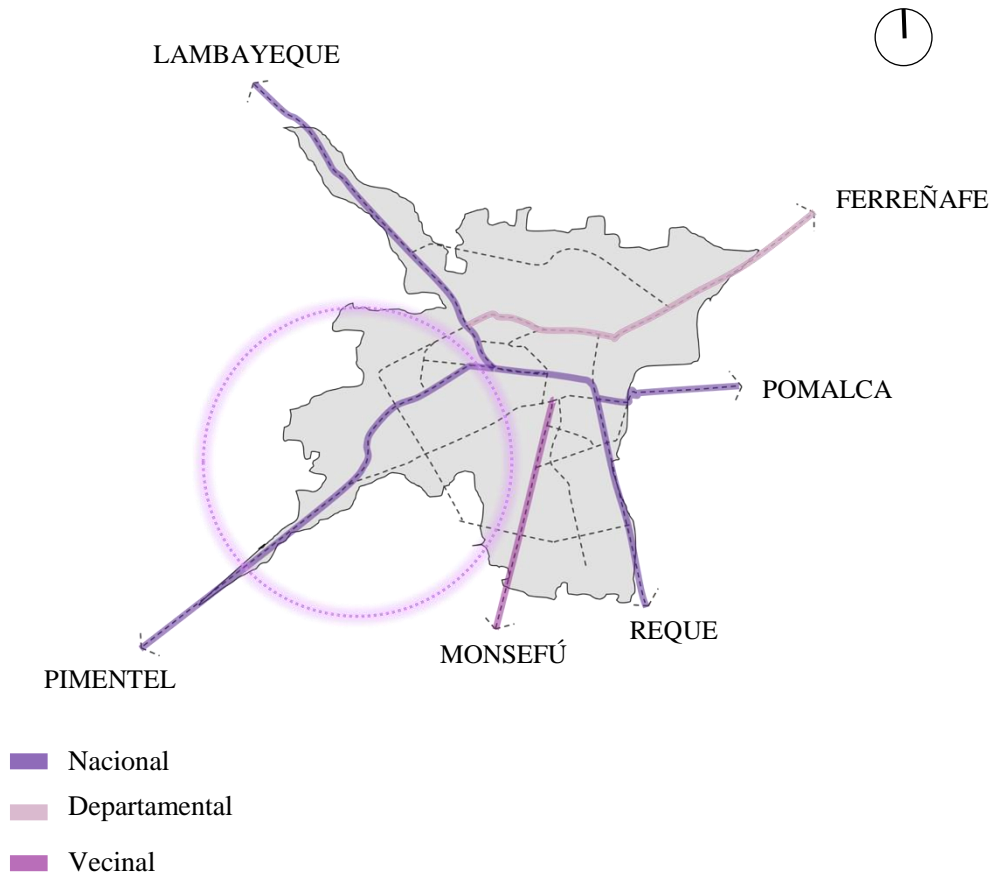 LAMBAYEQUE
FERREÑAFE
POMALCA
REQUE
MONSEFÚ
PIMENTEL
Nacional
Departamental
Vecinal